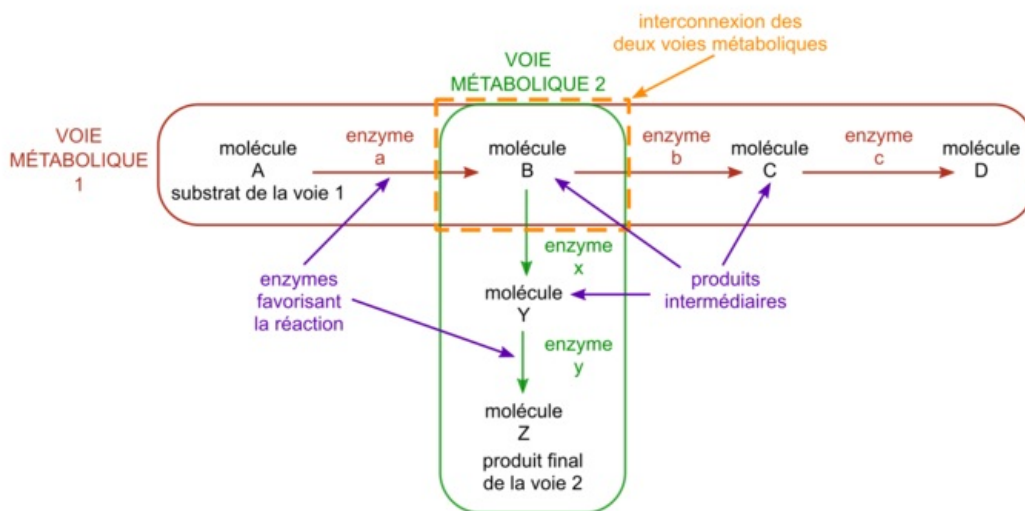 interconnexion des
deux voies métaboliques
VOIE
MÉTABOLIQUE 2
VOIE
MÉTABOLIQUE
1
molécule
A
substrat de la voie 1
enzyme
a
molécule
B
enzyme
b
molécule
C
enzyme
c
molécule
D
enzyme
x
enzymes
favorisant
la réaction
molécule
Y
produits
intermédiaires
enzyme
y
molécule
Z
produit final
de la voie 2